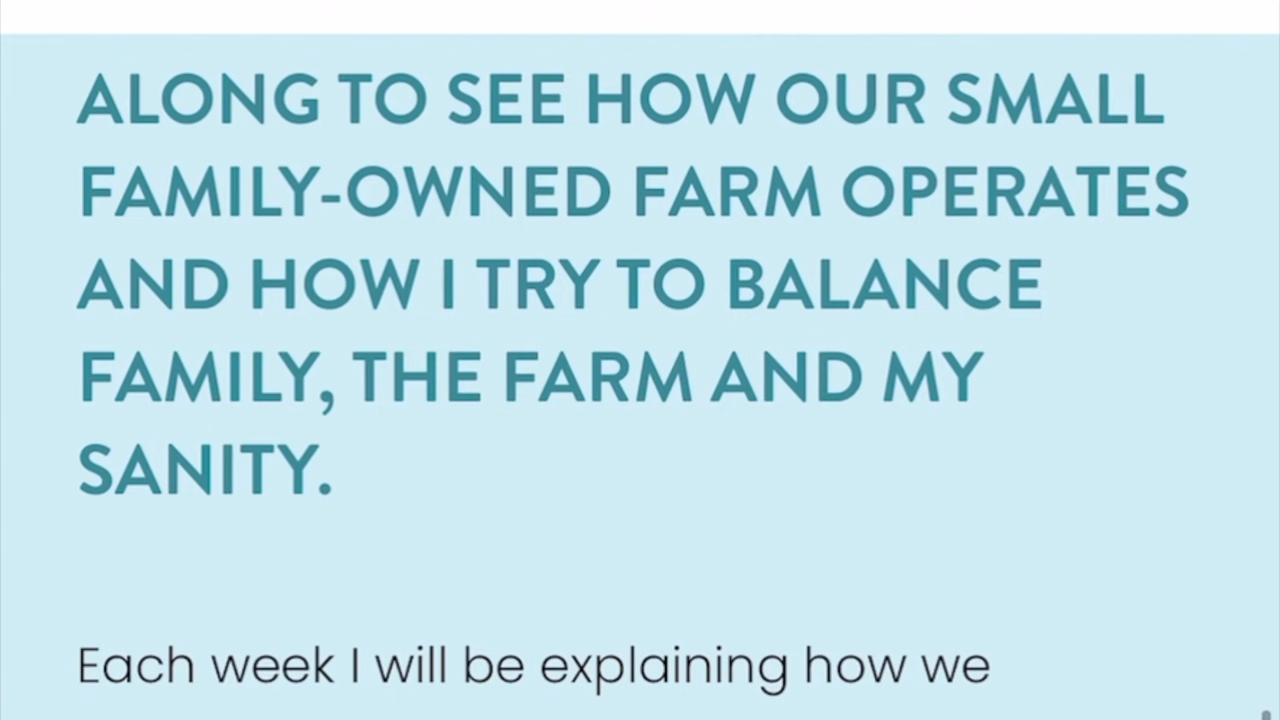 ALONG TO SEE HOW OUR SMALL
FAMILY-OWNED FARM OPERATES
AND HOW I TRY TO BALANCE
FAMILY, THE FARM AND MY
SANITY.
Each week I will be explaining how we